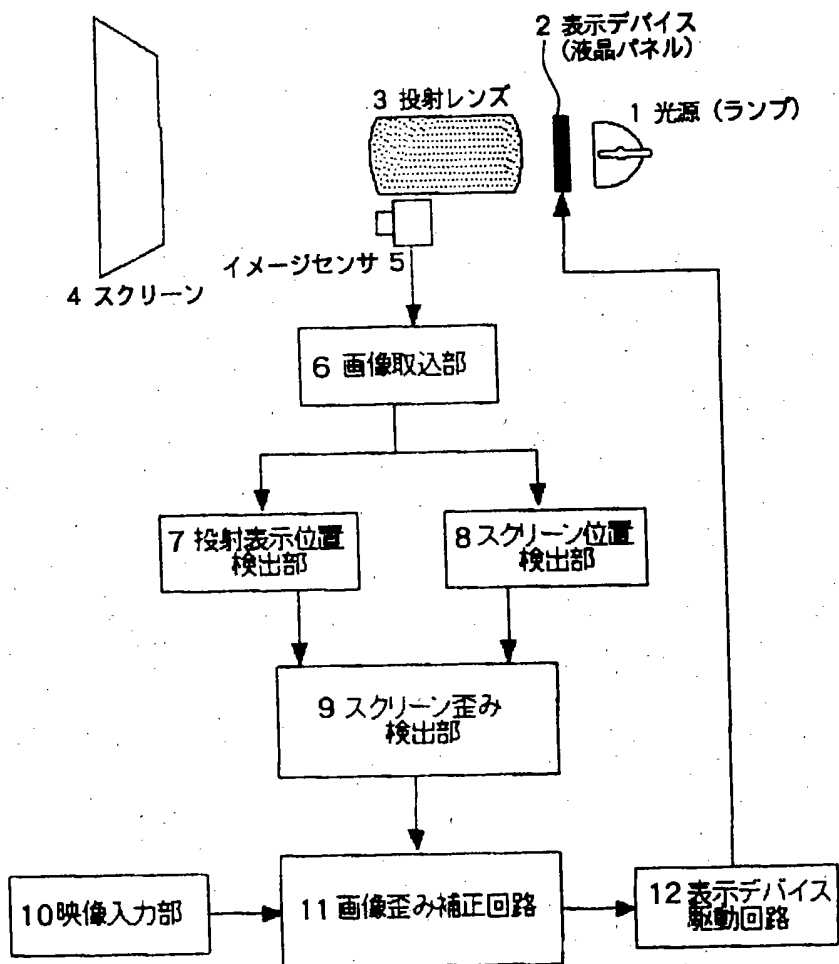 2 表示デバイス
(液晶パネル)
3 投射レンズ
1 光源 (ランプ)
イメージセンサ 5
4 スクリーン
6 画像取込部
7 投射表示位置
検出部
8 スクリーン位置
検出部
9 スクリーン歪み
検出部
10 映像入力部
11 画像歪み補正回路
12 表示デバイス
駆動回路